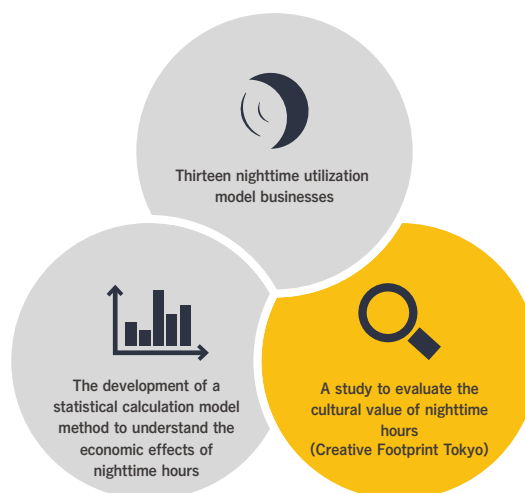 Thirteen nighttime utilization
model businesses
The development of a
statistical calculation model
method to understand the
economic effects of
nighttime hours
A study to evaluate the
cultural value of nighttime
hours
(Creative Footprint Tokyo)